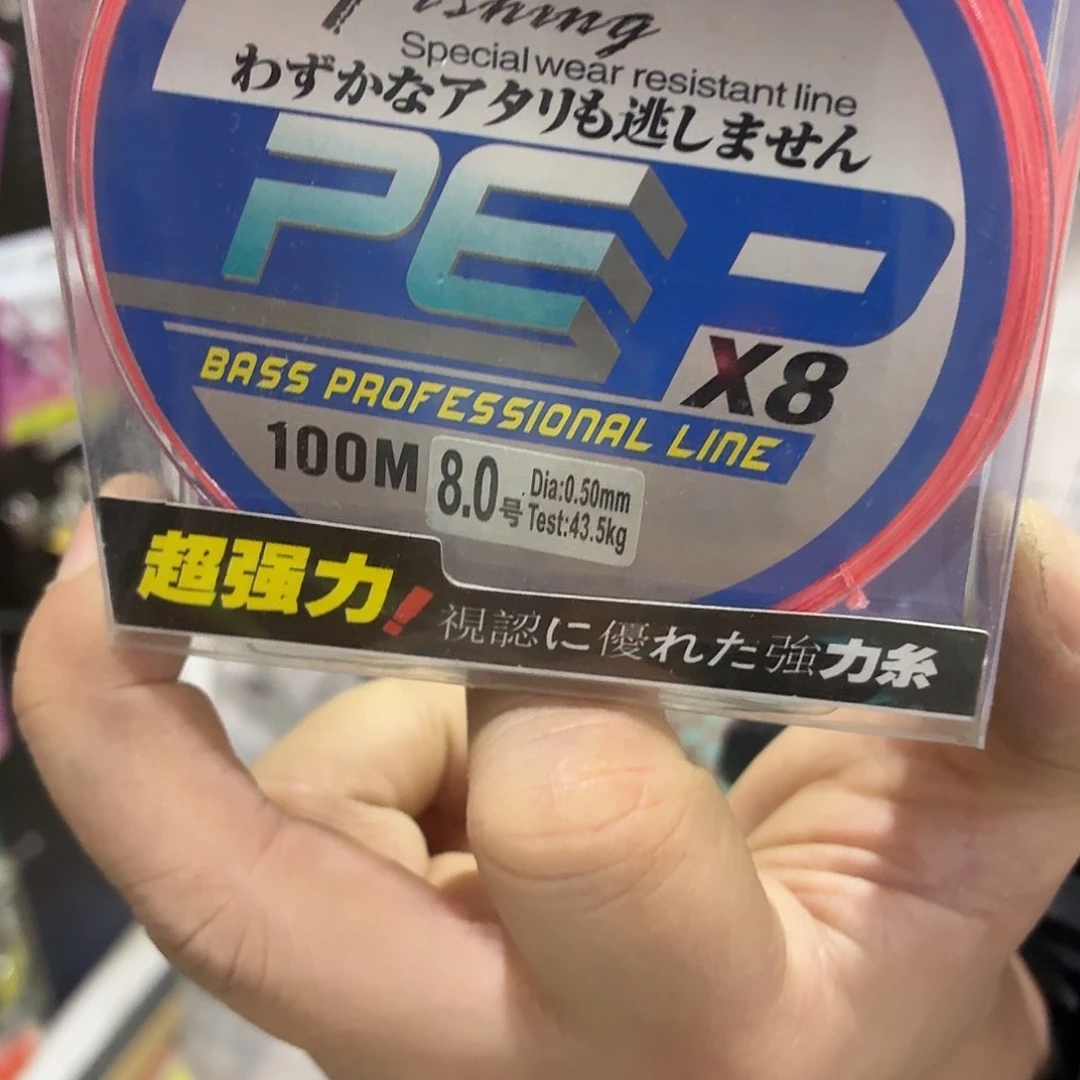 Fishing
Special wear resistant line
わずかなアタリも逃しません
PE P
X8
BASS PROFESSIONAL LINE
100M
8.0号
Dia:0.50mm
Test:43.5kg
超强力!
視認に優れた強力糸